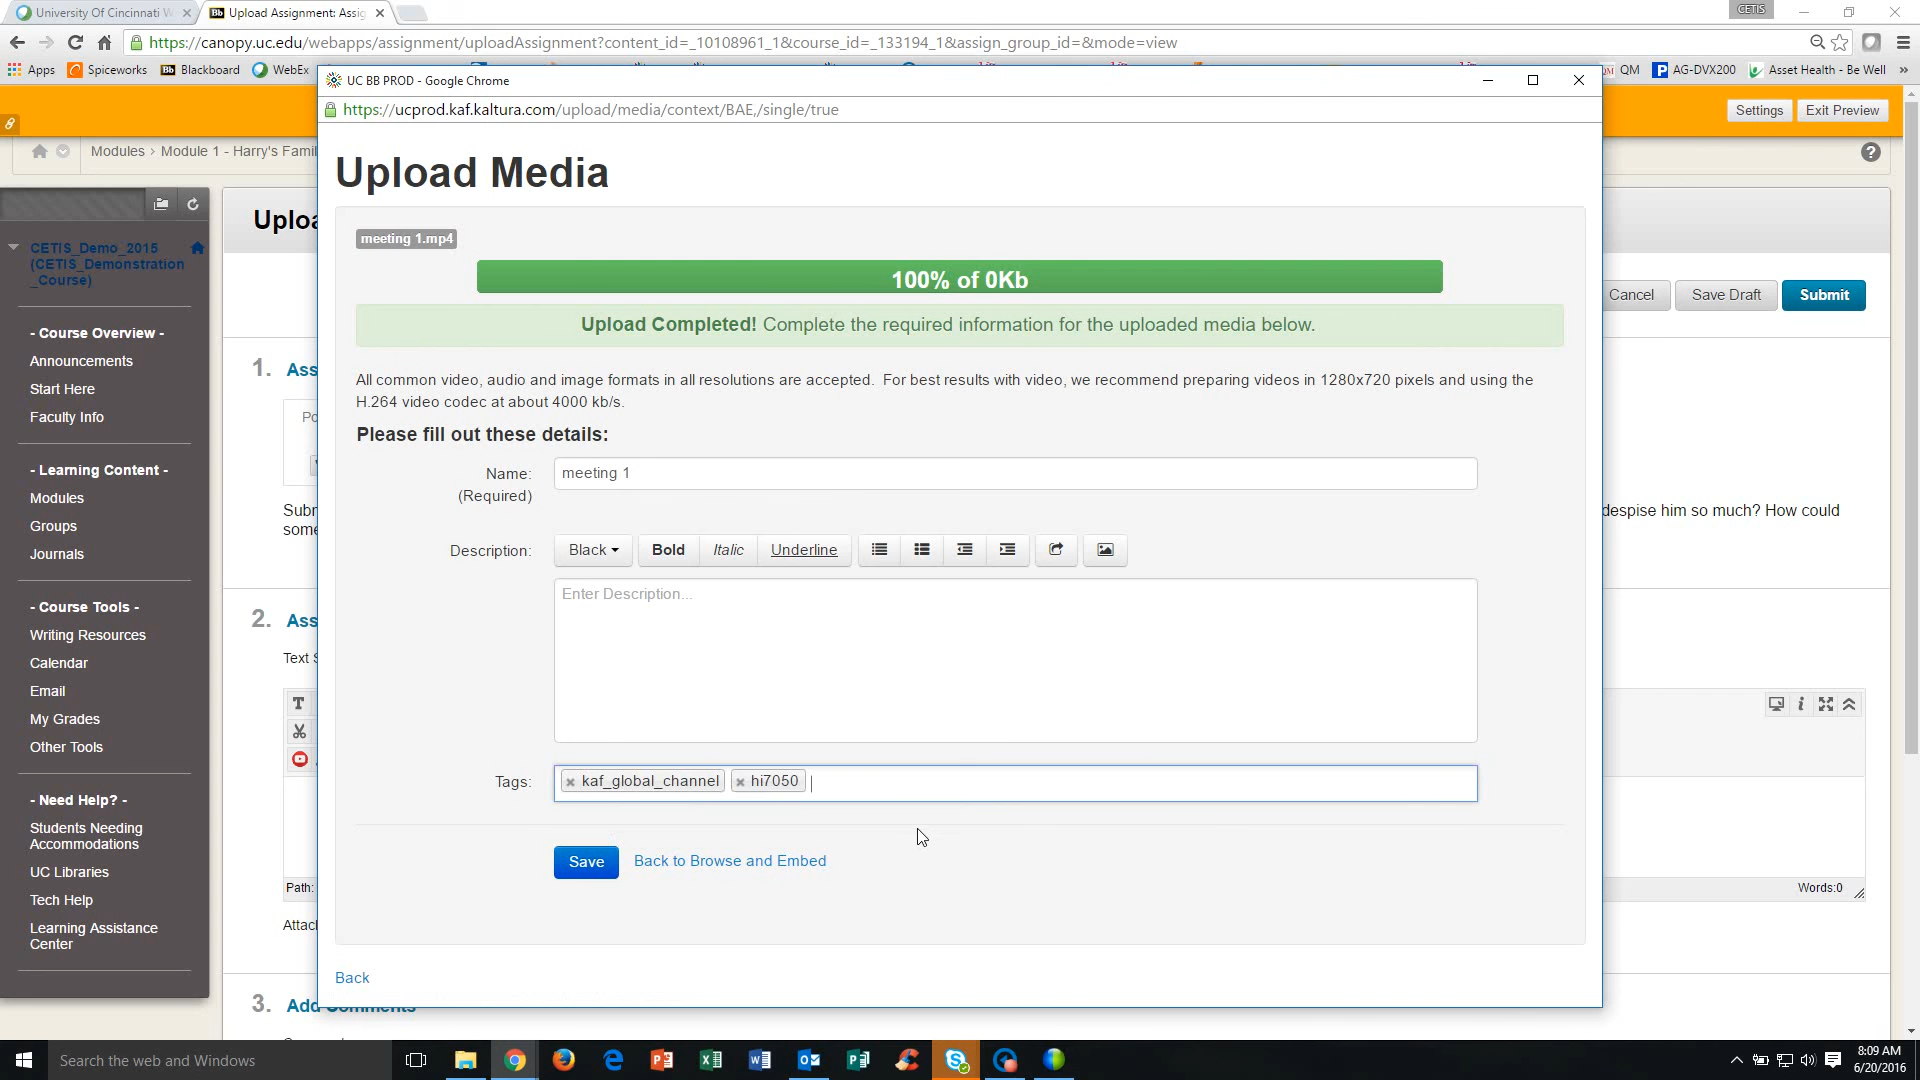 University Of Cincinnati W
Upload Assignment: Assig
CETIS
https://canopy.uc.edu/webapps/assignment/uploadAssignment?content_id=_10108961_1&course_id=_133194_1&assign_group_id=&mode=view
Apps
Spiceworks
Blackboard
WebEx
QM
AG-DVX200
Asset Health - Be Well
UC BB PROD - Google Chrome
https://ucprod.kaf.kaltura.com/upload/media/context/BAE,/single/true
Settings
Exit Preview
Modules > Module 1 - Harry's Famil
Upload Media
Uploa
meeting 1.mp4
100% of 0Kb
Upload Completed! Complete the required information for the uploaded media below.
Cancel
Save Draft
Submit
All common video, audio and image formats in all resolutions are accepted. For best results with video, we recommend preparing videos in 1280x720 pixels and using the
H.264 video codec at about 4000 kb/s.
Please fill out these details:
Name:
(Required)
meeting 1
Description:
Black
Bold
Italic
Underline
Enter Description...
Tags:
kaf_global_channel
hi7050
Save
Back to Browse and Embed
Back
CETIS_Demo_2015
(CETIS_Demonstration
_Course)
- Course Overview -
Announcements
Start Here
Faculty Info
- Learning Content -
Modules
Groups
Journals
- Course Tools -
Writing Resources
Calendar
Email
My Grades
Other Tools
- Need Help? -
Students Needing
Accommodations
UC Libraries
Tech Help
Learning Assistance
Center
1. Ass
Po
Subr
some
despise him so much? How could
2. Ass
Text S
Path:
Words:0
Attac
3. Add Comments
Search the web and Windows
8:09 AM
6/20/2016